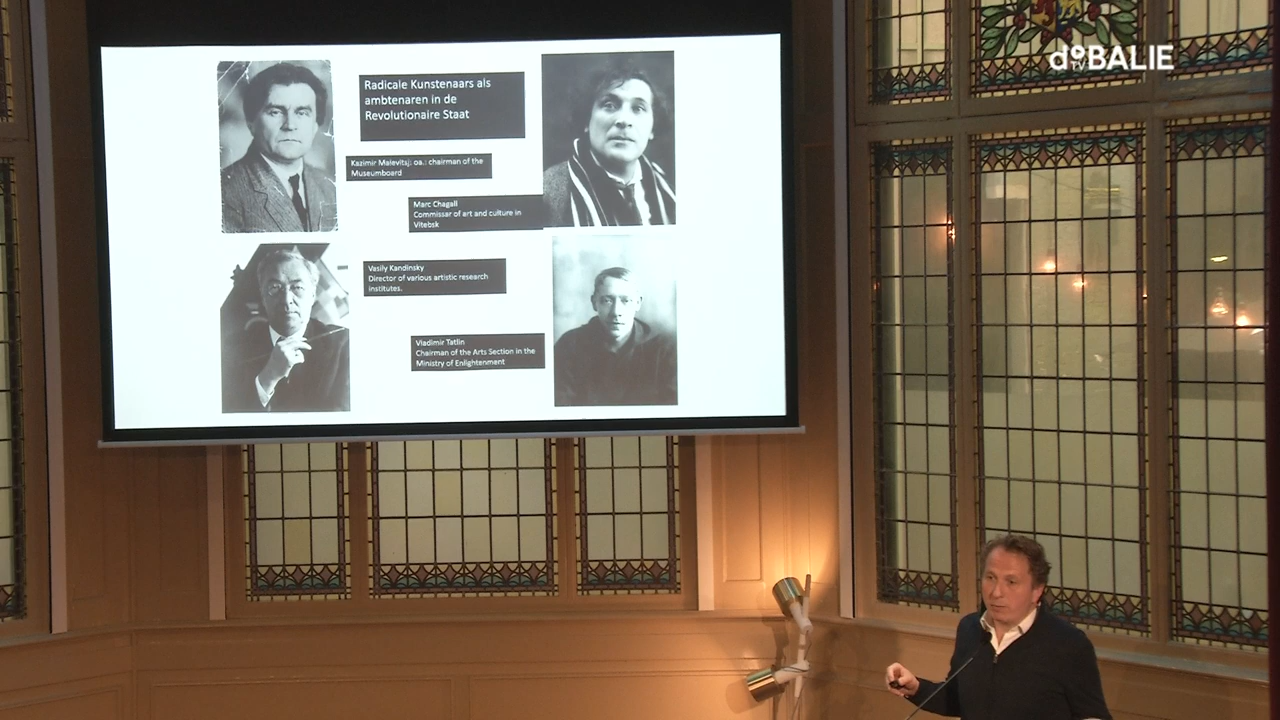 doBALIE
TV
Radicale Kunstenaars als
ambtenaren in de
Revolutionaire Staat
Kazimir Malevitsj: oa.: chairman of the
Museumboard
Marc Chagall
Commissar of art and culture in
Vitebsk
Vasily Kandinsky
Director of various artistic research
institutes.
Vladimir Tatlin
Chairman of the Arts Section in the
Ministry of Enlightenment